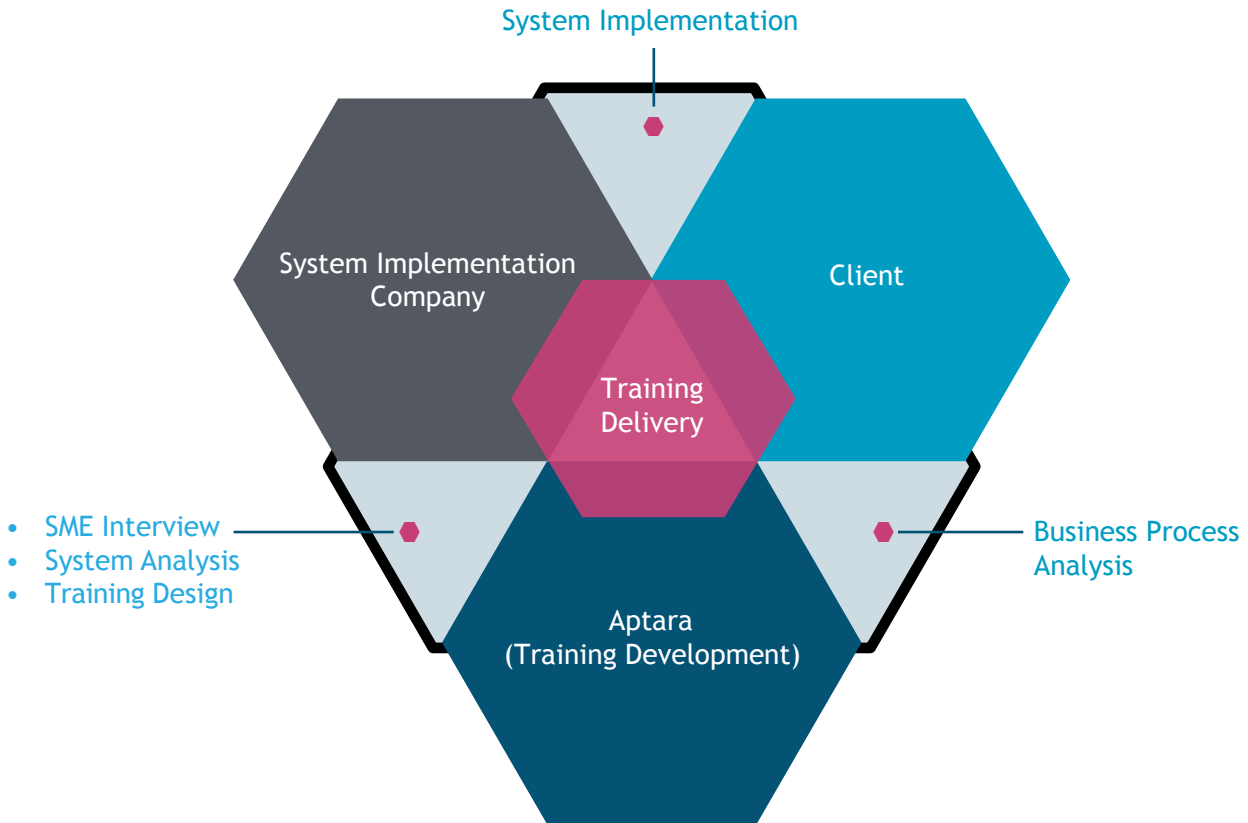 System Implementation
System Implementation
Company
Client
Training
Delivery
• SME Interview
• System Analysis
• Training Design
Business Process
Analysis
Aptara
(Training Development)